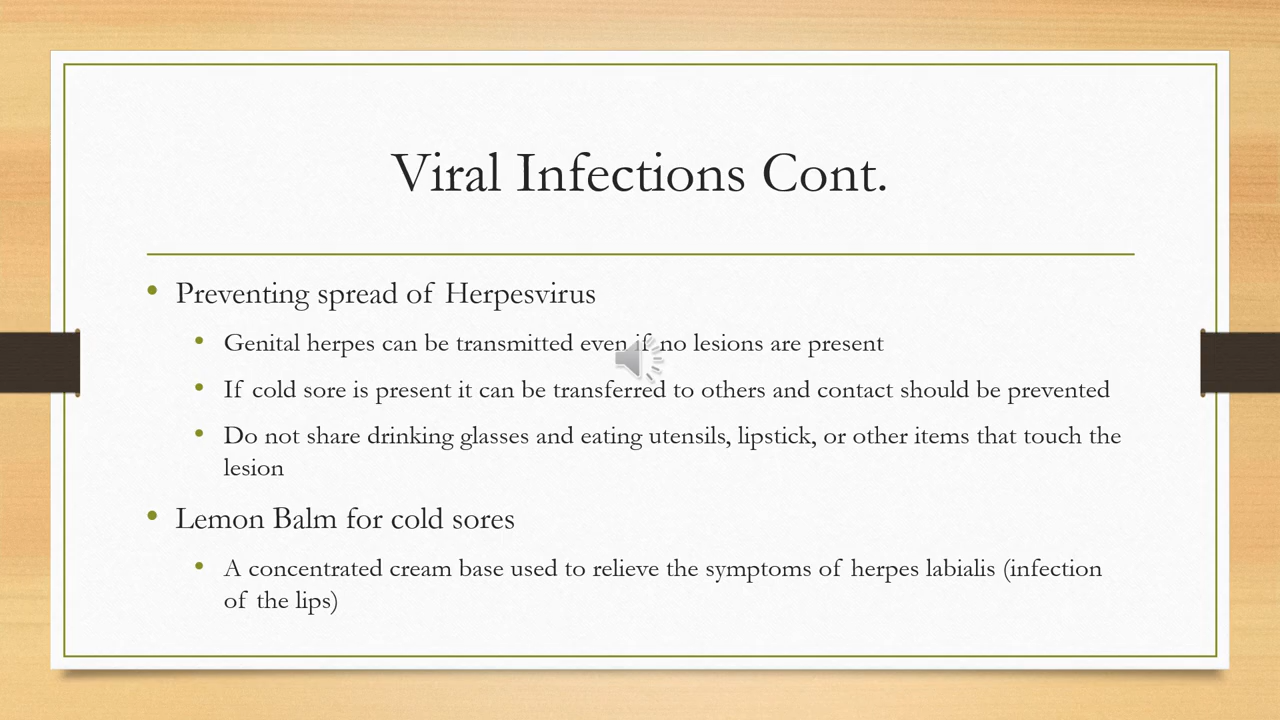 Viral Infections Cont.
• Preventing spread of Herpesvirus
• Genital herpes can be transmitted even if no lesions are present
• If cold sore is present it can be transferred to others and contact should be prevented
• Do not share drinking glasses and eating utensils, lipstick, or other items that touch the
lesion
• Lemon Balm for cold sores
• A concentrated cream base used to relieve the symptoms of herpes labialis (infection
of the lips)